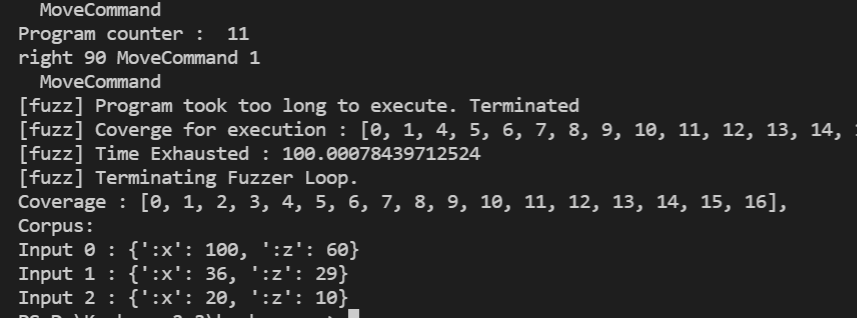 MoveCommand
Program counter :  11
right 90 MoveCommand 1
MoveCommand
[fuzz] Program took too long to execute. Terminated
[fuzz] Coverge for execution : [0, 1, 4, 5, 6, 7, 8, 9, 10, 11, 12, 13, 14,
[fuzz] Time Exhausted : 100.00078439712524
[fuzz] Terminating Fuzzer Loop.
Coverage : [0, 1, 2, 3, 4, 5, 6, 7, 8, 9, 10, 11, 12, 13, 14, 15, 16],
Corpus:
Input 0 : {':x': 100, ':z': 60}
Input 1 : {':x': 36, ':z': 29}
Input 2 : {':x': 20, ':z': 10}